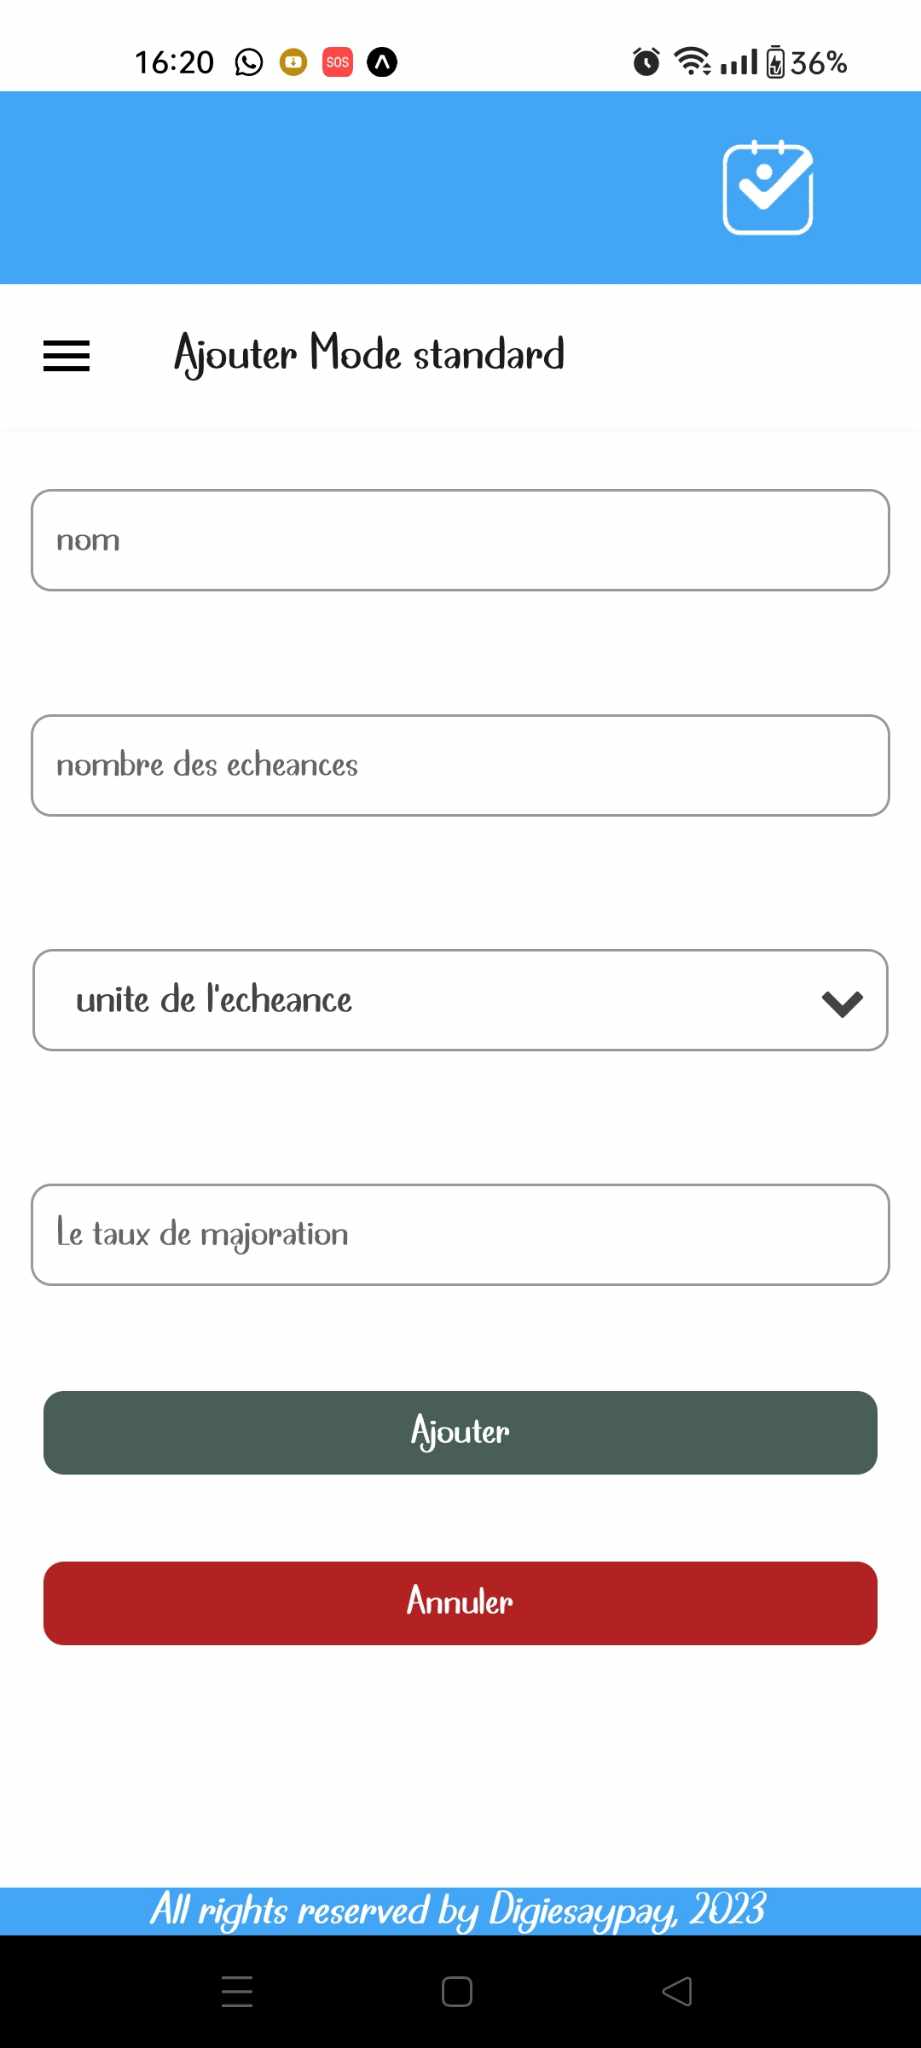 16:20 SOS 36%
Ajouter Mode standard
nom
nombre des echeances
unite de l'echeance
Le taux de majoration
Ajouter
Annuler
All rights reserved by Digiesaypay, 2023